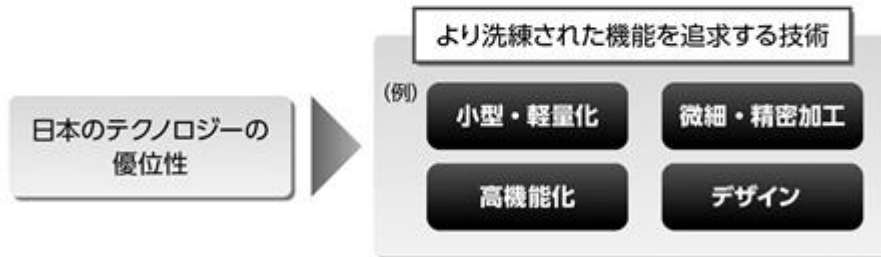 より洗練された機能を追求する技術
日本のテクノロジーの
優位性
(例)
小型・軽量化
微細・精密加工
高機能化
デザイン